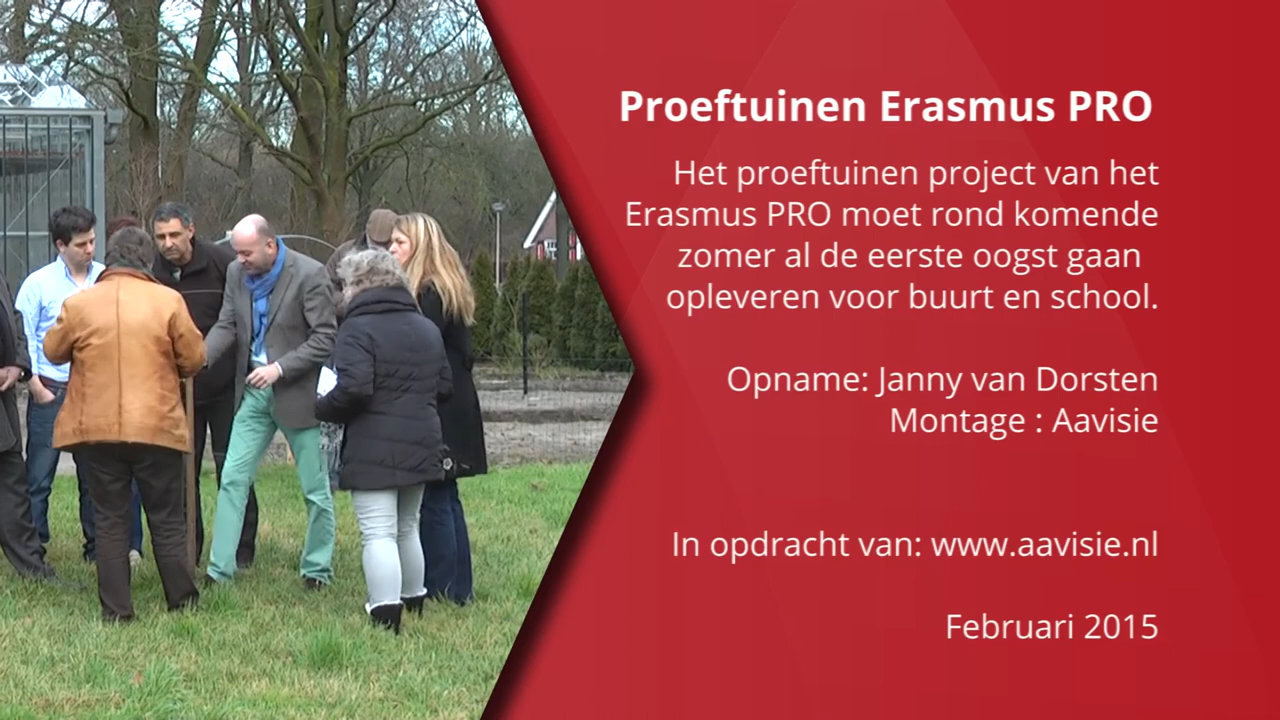 Proeftuinen Erasmus PRO
Het proeftuinen project van het
Erasmus PRO moet rond komende
zomer al de eerste oogst gaan
opleveren voor buurt en school.
Opname: Janny van Dorsten
Montage : Aavisie
In opdracht van: www.aavisie.nl
Februari 2015